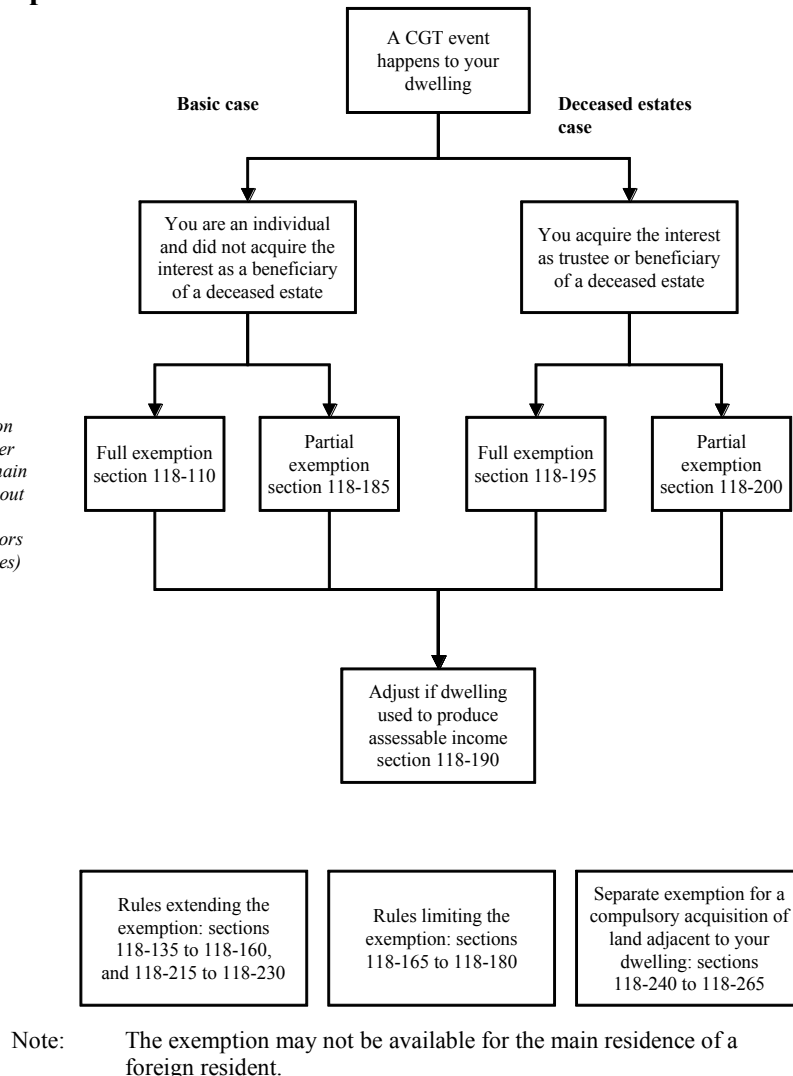 A CGT event
happens to your
dwelling
Basic case
Deceased estates
case
You are an individual
and did not acquire the
interest as a beneficiary
of a deceased estate
You acquire the interest
as trustee or beneficiary
of a deceased estate
on
er
ain
out
ors
es)
Full exemption
section 118-110
Partial
exemption
section 118-185
Full exemption
section 118-195
Partial
exemption
section 118-200
Adjust if dwelling
used to produce
assessable income
section 118-190
Rules extending the
exemption: sections
118-135 to 118-160,
and 118-215 to 118-230
Rules limiting the
exemption: sections
118-165 to 118-180
Separate exemption for a
compulsory acquisition of
land adjacent to your
dwelling: sections
118-240 to 118-265
Note: The exemption may not be available for the main residence of a
foreign resident.